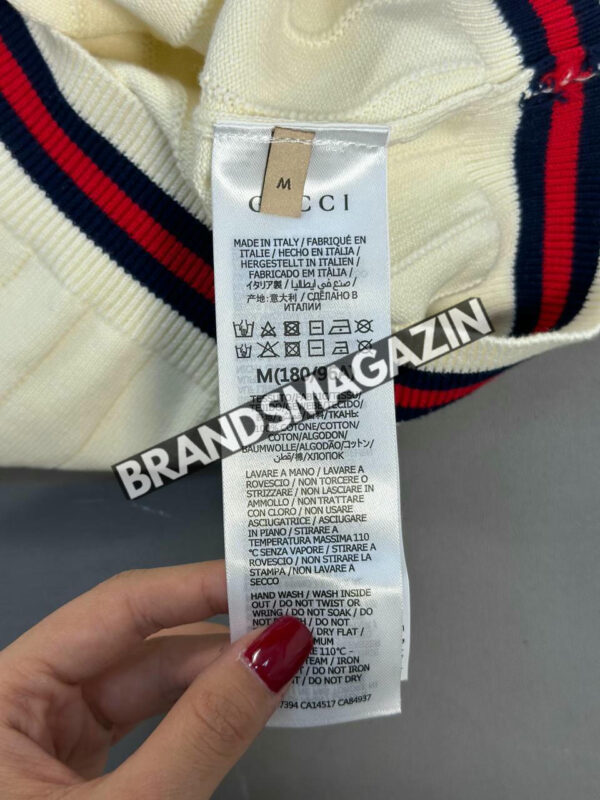 M
G CCI
MADE IN ITALY / FABRIQUÉ EN
ITALIE / HECHO EN ITALIA /
HERGESTELLT IN ITALIEN /
FABRICADO EM ITÁLIA /
イタリア製 / صنع في إيطاليا /
产地:意大利 / СДЕЛАНО В
ИТАЛИИ
BRANDSMAGAZIN
M(180/96A)
COTONE/COTTON/
COTON/ALGODON/
BAUMWOLLE/ALGODÃO/コットン/
قطن/棉/ХЛОПОК
LAVARE A MANO / LAVARE A
ROVESCIO / NON TORCERE O
STRIZZARE / NON LASCIARE IN
AMMOLLO / NON TRATTARE
CON CLORO / NON USARE
ASCIUGATRICE / ASCIUGARE
IN PIANO / STIRARE A
TEMPERATURA MASSIMA 110
°C SENZA VAPORE / STIRARE A
ROVESCIO / NON STIRARE LA
STAMPA / NON LAVARE A
SECCO
HAND WASH / WASH INSIDE
OUT / DO NOT TWIST OR
WRING / DO NOT SOAK / DO
NOT
/ DRY FLAT /
110°C -
/ IRON
/ DO NOT IRON
/ DO NOT DRY
7394 CA14517 CA84937